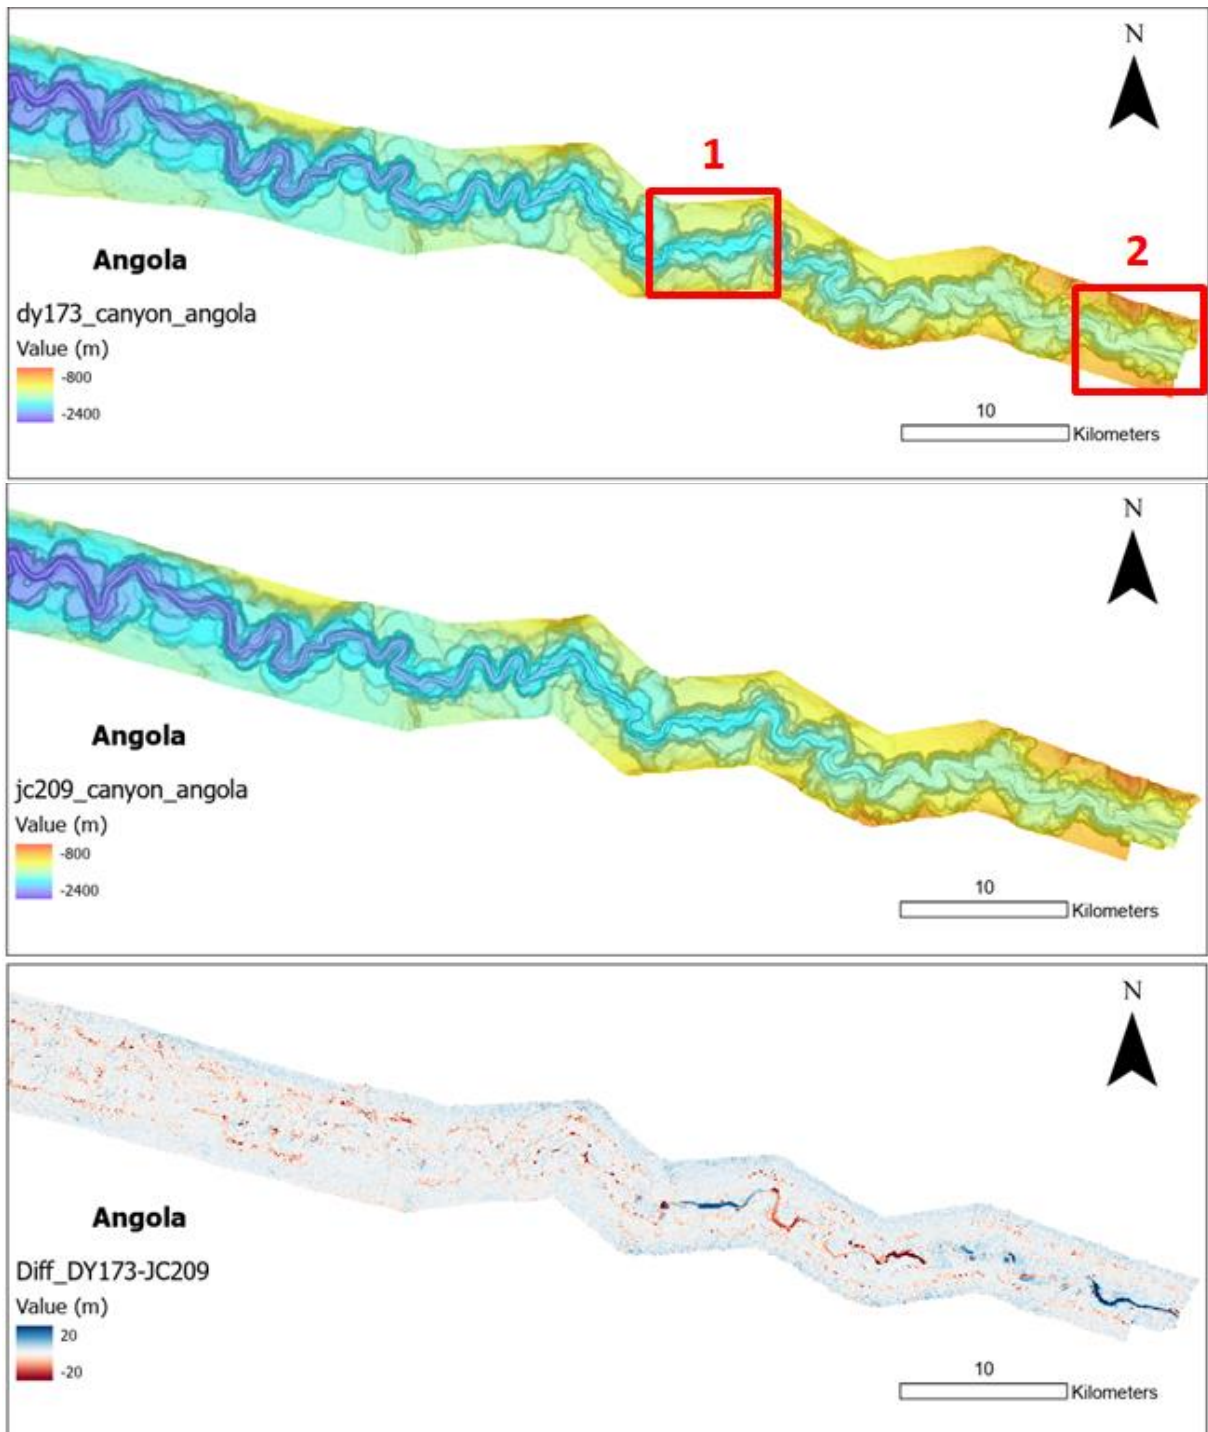 N
1
2
Angola
dy173_canyon_angola
Value (m)
-800
-2400
10
Kilometers
N
Angola
jc209_canyon_angola
Value (m)
-800
-2400
10
Kilometers
N
Angola
Diff_DY173-JC209
Value (m)
20
-20
10
Kilometers